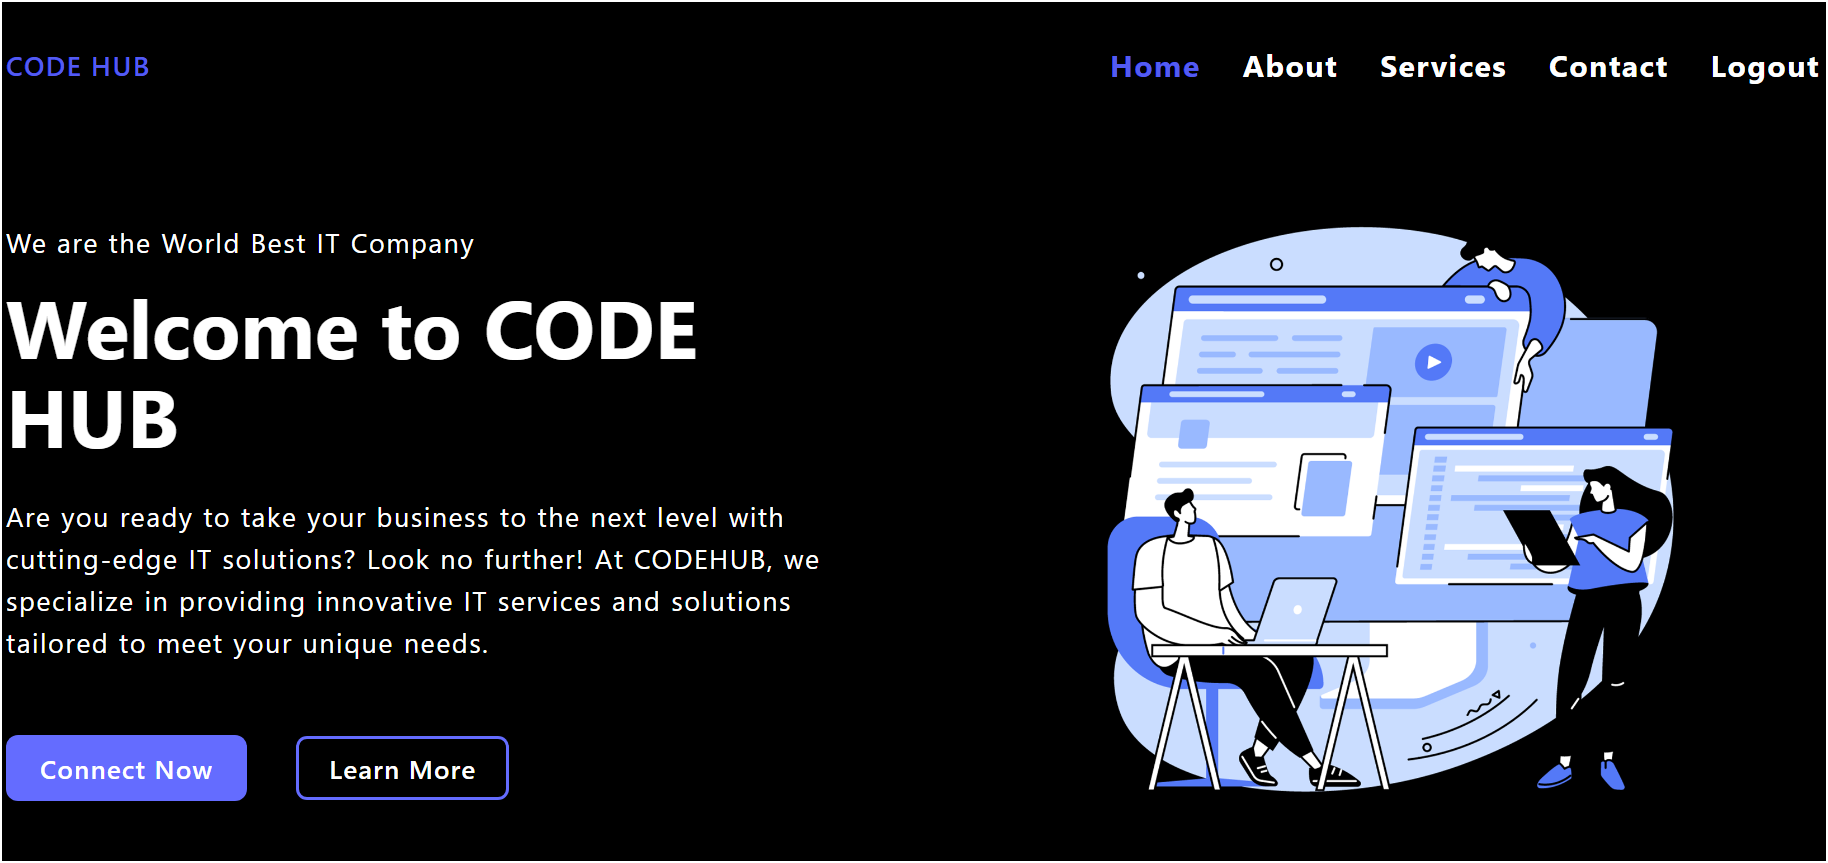 CODE HUB
Home About Services Contact Logout
We are the World Best IT Company
Welcome to CODE
HUB
Are you ready to take your business to the next level with
cutting-edge IT solutions? Look no further! At CODEHUB, we
specialize in providing innovative IT services and solutions
tailored to meet your unique needs.
Connect Now
Learn More